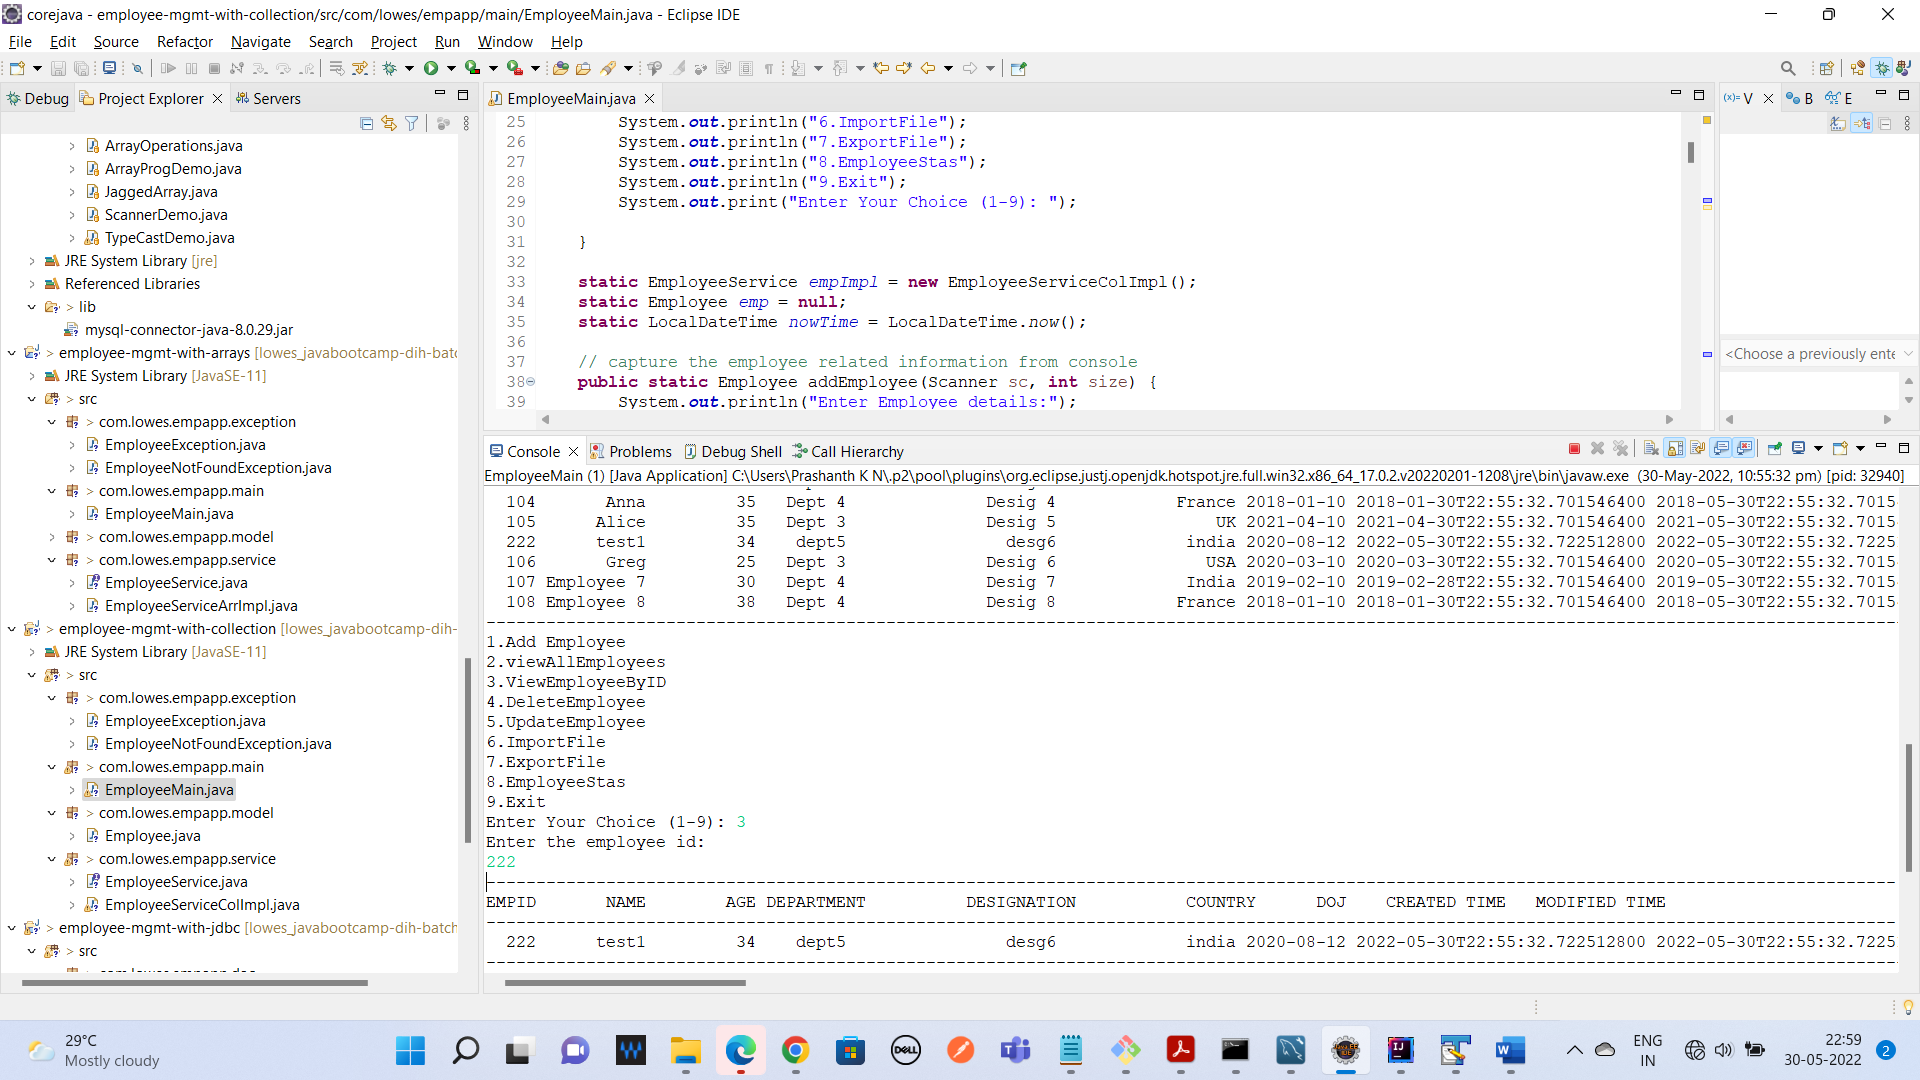 corejava - employee-mgmt-with-collection/src/com/lowes/empapp/main/EmployeeMain.java - Eclipse IDE
File Edit Source Refactor Navigate Search Project Run Window Help
Debug Project Explorer Servers
ArrayOperations.java
ArrayProgDemo.java
JaggedArray.java
ScannerDemo.java
TypeCastDemo.java
JRE System Library [jre]
Referenced Libraries
> lib
mysql-connector-java-8.0.29.jar
> employee-mgmt-with-arrays [lowes_javabootcamp-dih-batc
JRE System Library [JavaSE-11]
> src
> com.lowes.empapp.exception
EmployeeException.java
EmployeeNotFoundException.java
> com.lowes.empapp.main
EmployeeMain.java
> com.lowes.empapp.model
> com.lowes.empapp.service
EmployeeService.java
EmployeeServiceArrImpl.java
> employee-mgmt-with-collection [lowes_javabootcamp-dih-
JRE System Library [JavaSE-11]
> src
> com.lowes.empapp.exception
EmployeeException.java
EmployeeNotFoundException.java
> com.lowes.empapp.main
EmployeeMain.java
> com.lowes.empapp.model
Employee.java
> com.lowes.empapp.service
EmployeeService.java
EmployeeServiceColImpl.java
> employee-mgmt-with-jdbc [lowes_javabootcamp-dih-batch
> src
EmployeeMain.java
25 System.out.println("6.ImportFile");
26 System.out.println("7.ExportFile");
27 System.out.println("8.EmployeeStas");
28 System.out.println("9.Exit");
29 System.out.print("Enter Your Choice (1-9): ");
30
31 }
32
33 static EmployeeService empImpl = new EmployeeServiceColImpl();
34 static Employee emp = null;
35 static LocalDateTime nowTime = LocalDateTime.now();
36
37 // capture the employee related information from console
38 public static Employee addEmployee(Scanner sc, int size) {
39 System.out.println("Enter Employee details:");
(x)= V B E
<Choose a previously ente
Console Problems Debug Shell Call Hierarchy
EmployeeMain (1) [Java Application] C:\Users\Prashanth K N\.p2\pool\plugins\org.eclipse.justj.openjdk.hotspot.jre.full.win32.x86_64_17.0.2.v20220201-1208\jre\bin\javaw.exe (30-May-2022, 10:55:32 pm) [pid: 32940]
104 Anna 35 Dept 4 Desig 4 France 2018-01-10 2018-01-30T22:55:32.701546400 2018-05-30T22:55:32.7015
105 Alice 35 Dept 3 Desig 5 UK 2021-04-10 2021-04-30T22:55:32.701546400 2021-05-30T22:55:32.7015
222 test1 34 dept5 desg6 india 2020-08-12 2022-05-30T22:55:32.722512800 2022-05-30T22:55:32.7225
106 Greg 25 Dept 3 Desig 6 USA 2020-03-10 2020-03-30T22:55:32.701546400 2020-05-30T22:55:32.7015
107 Employee 7 30 Dept 4 Desig 7 India 2019-02-10 2019-02-28T22:55:32.701546400 2019-05-30T22:55:32.7015
108 Employee 8 38 Dept 4 Desig 8 France 2018-01-10 2018-01-30T22:55:32.701546400 2018-05-30T22:55:32.7015
1.Add Employee
2.viewAllEmployees
3.ViewEmployeeByID
4.DeleteEmployee
5.UpdateEmployee
6.ImportFile
7.ExportFile
8.EmployeeStas
9.Exit
Enter Your Choice (1-9): 3
Enter the employee id:
222
EMPID NAME AGE DEPARTMENT DESIGNATION COUNTRY DOJ CREATED TIME MODIFIED TIME
222 test1 34 dept5 desg6 india 2020-08-12 2022-05-30T22:55:32.722512800 2022-05-30T22:55:32.7225
29°C
Mostly cloudy
DELL
ENG
IN
22:59
30-05-2022
2